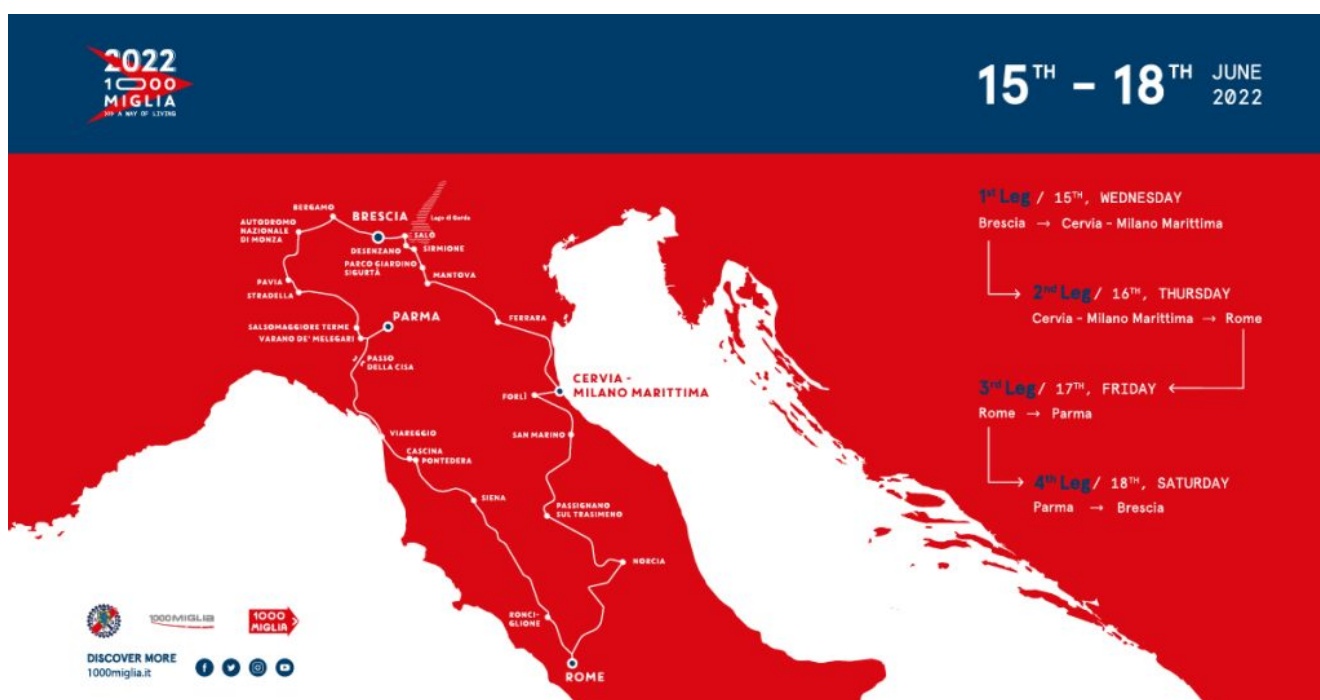 2022
1000
MIGLIA
>>> A WAY OF LIVING
15TH - 18TH JUNE
2022
BERGAMO
BRESCIA
Lago di Garda
AUTODROMO
NAZIONALE
DI MONZA
SALÒ
DESENZANO
SIRMIONE
PARCO GIARDINO
SIGURTÀ
MANTOVA
PAVIA
STRADELLA
FERRARA
PARMA
SALSOMAGGIORE TERME
VARANO DE' MELEGARI
PASSO
DELLA CISA
CERVIA -
MILANO MARITTIMA
FORLÌ
VIAREGGIO
SAN MARINO
CASCINA
PONTEDERA
SIENA
PASSIGNANO
SUL TRASIMENO
NORCIA
RONCI-
GLIONE
ROME
1st Leg / 15TH, WEDNESDAY
Brescia → Cervia - Milano Marittima
2nd Leg / 16TH, THURSDAY
Cervia - Milano Marittima → Rome
3rd Leg / 17TH, FRIDAY
Rome → Parma
4th Leg / 18TH, SATURDAY
Parma → Brescia
1000MIGLIA
1000
MIGLIA
DISCOVER MORE
1000miglia.it